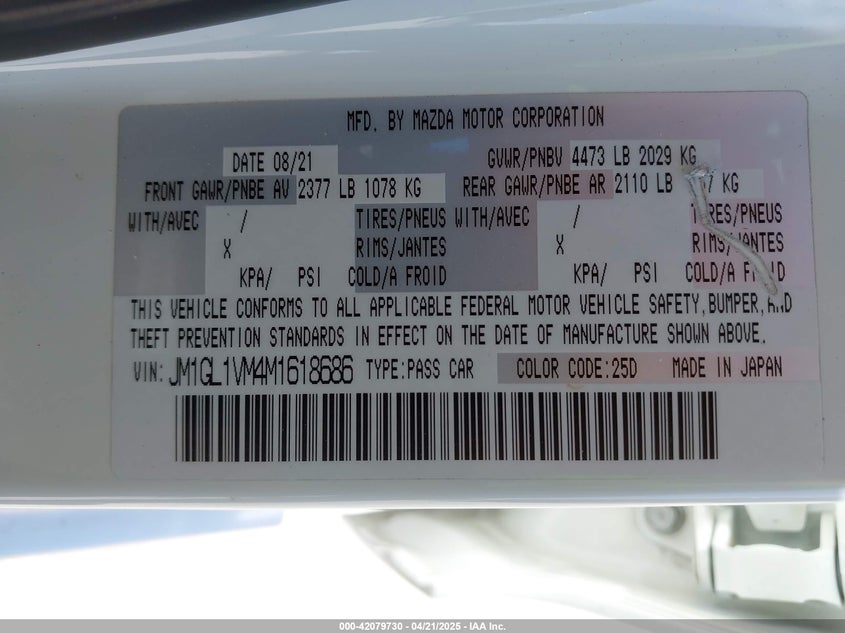 MFD. BY MAZDA MOTOR CORPORATION
DATE 08/21 GVWR/PNBV 4473 LB 2029 KG
FRONT GAWR/PNBE AV 2377 LB 1078 KG REAR GAWR/PNBE AR 2110 LB KG
WITH/AVEC / TIRES/PNEUS WITH/AVEC / TIRES/PNEUS
X RIMS/JANTES X RIMS/JANTES
KPA/ PSI COLD/A FROID KPA/ PSI COLD/A FROID
THIS VEHICLE CONFORMS TO ALL APPLICABLE FEDERAL MOTOR VEHICLE SAFETY,BUMPER,AND
THEFT PREVENTION STANDARDS IN EFFECT ON THE DATE OF MANUFACTURE SHOWN ABOVE.
VIN: JM1GL1VM4M1618686 TYPE:PASS CAR COLOR CODE:25D MADE IN JAPAN
000-42079730 - 04/21/2025 - IAA Inc.